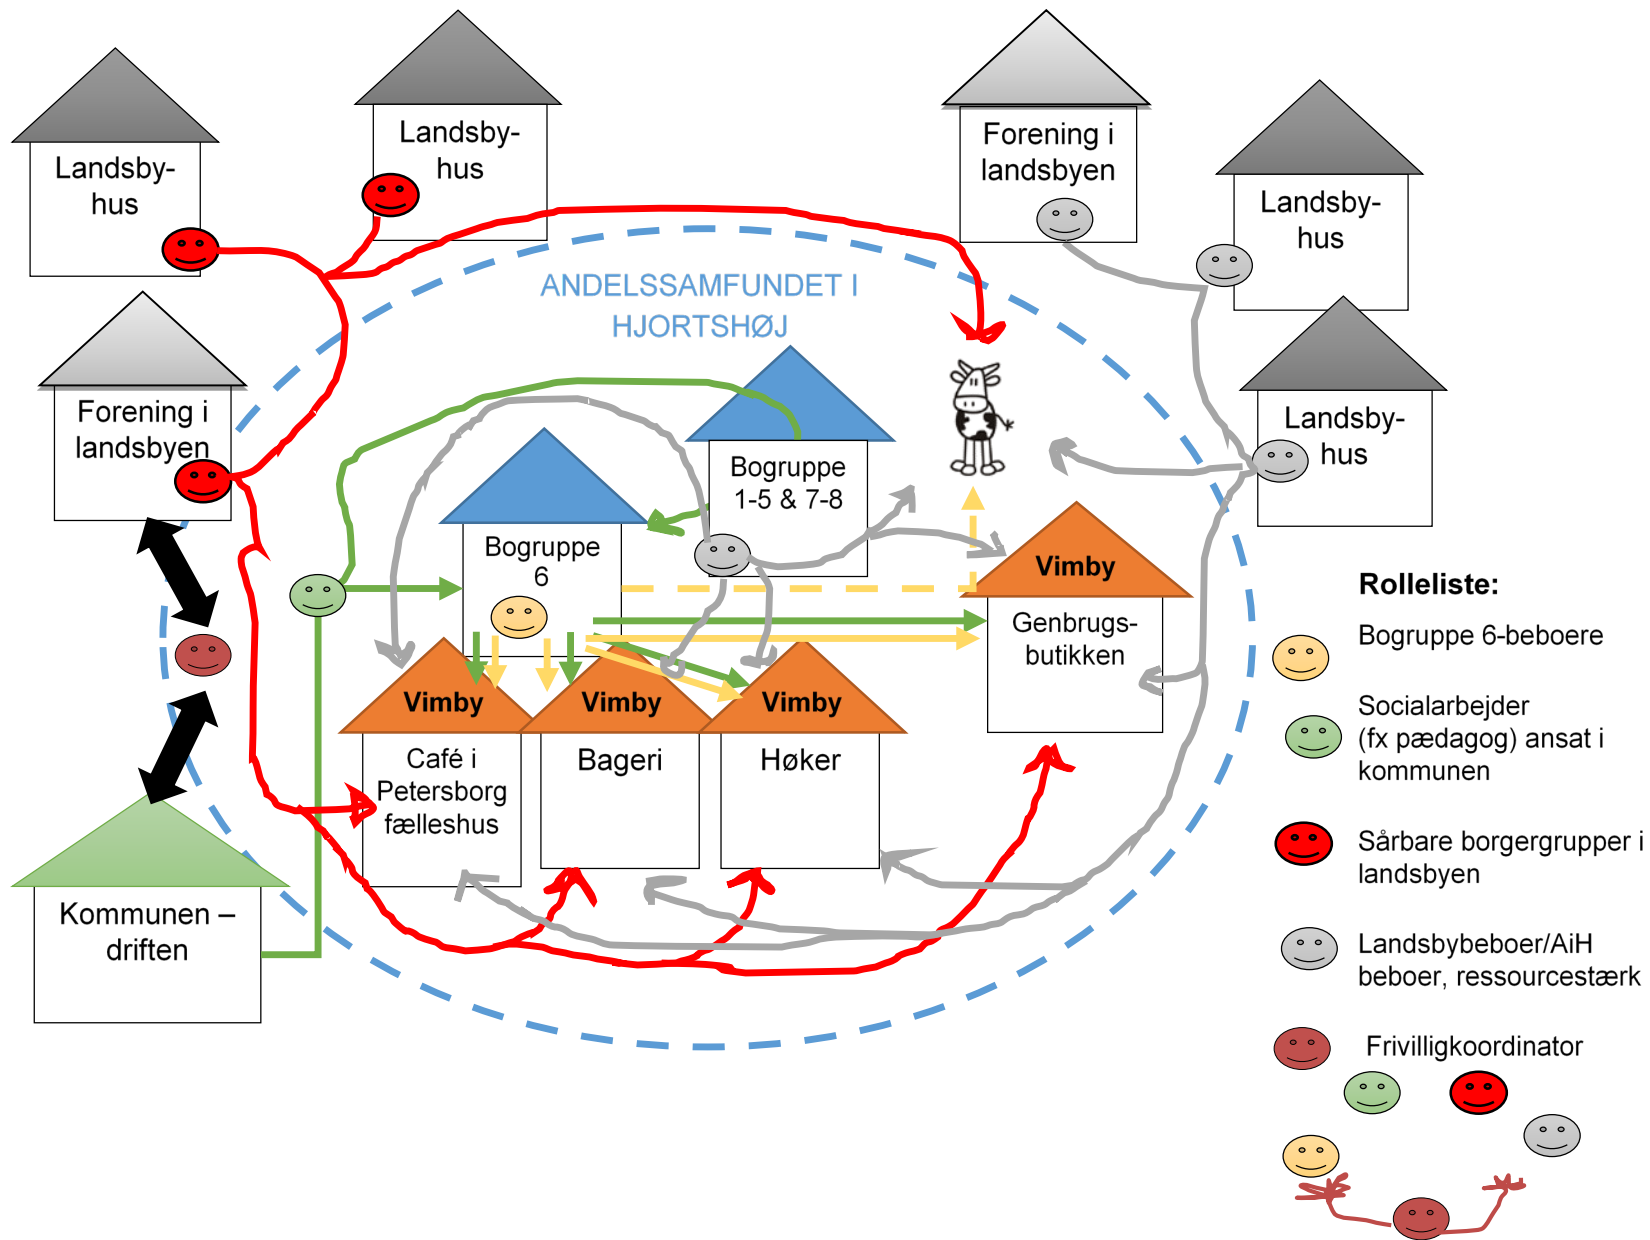 Landsby-
hus
Landsby-
hus
Forening i
landsbyen
Landsby-
hus
ANDELSSAMFUNDET I
HJORTSHØJ
Forening i
landsbyen
Landsby-
hus
Bogruppe
1-5 & 7-8
Bogruppe
6
Vimby
Genbrugs-
butikken
Vimby
Café i
Petersborg
fælleshus
Vimby
Bageri
Vimby
Høker
Kommunen –
driften
Rolleliste:
Bogruppe 6-beboere
Socialarbejder
(fx pædagog) ansat i
kommunen
Sårbare borgergrupper i
landsbyen
Landsbybeboer/AiH
beboer, ressourcestærk
Frivilligkoordinator